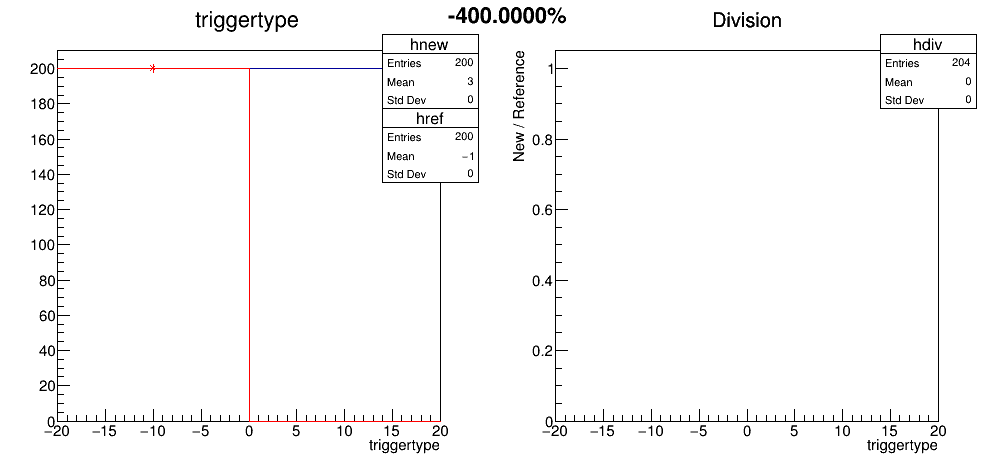 -400.0000%
triggertype
hnew
Entries 200
Mean 3
Std Dev 0
href
Entries 200
Mean −1
Std Dev 0
200
180
160
140
120
100
80
60
40
20
0
−20 −15 −10 −5 0 5 10 15 20
triggertype
Division
hdiv
Entries 204
Mean 0
Std Dev 0
New / Reference
1
0.8
0.6
0.4
0.2
0
−20 −15 −10 −5 0 5 10 15 20
triggertype